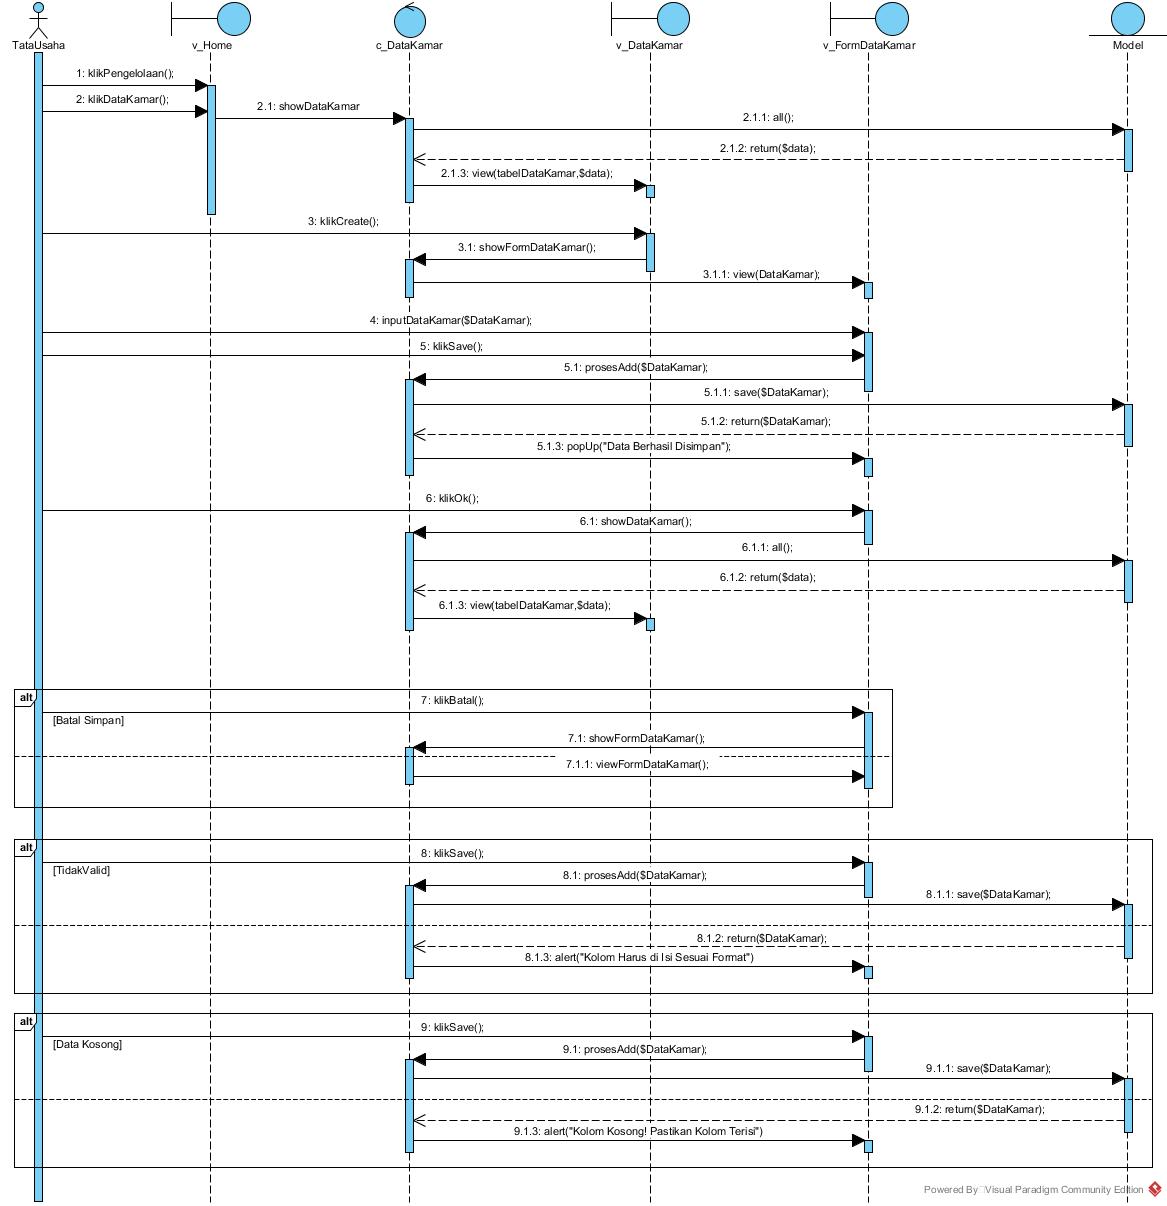 TataUsaha
v_Home
c_DataKamar
v_DataKamar
v_FormDataKamar
Model
1: klikPengelolaan();
2: klikDataKamar();
2.1: showDataKamar
2.1.1: all();
2.1.2: return($data);
2.1.3: view(tabelDataKamar,$data);
3: klikCreate();
3.1: showFormDataKamar();
3.1.1: view(DataKamar);
4: inputDataKamar($DataKamar);
5: klikSave();
5.1: prosesAdd($DataKamar);
5.1.1: save($DataKamar);
5.1.2: return($DataKamar);
5.1.3: popUp("Data Berhasil Disimpan");
6: klikOk();
6.1: showDataKamar();
6.1.1: all();
6.1.2: return($data);
6.1.3: view(tabelDataKamar,$data);
alt
7: klikBatal();
[Batal Simpan]
7.1: showFormDataKamar();
7.1.1: viewFormDataKamar();
alt
8: klikSave();
[TidakValid]
8.1: prosesAdd($DataKamar);
8.1.1: save($DataKamar);
8.1.2: return($DataKamar);
8.1.3: alert("Kolom Harus di Isi Sesuai Format")
alt
9: klikSave();
[Data Kosong]
9.1: prosesAdd($DataKamar);
9.1.1: save($DataKamar);
9.1.2: return($DataKamar);
9.1.3: alert("Kolom Kosong! Pastikan Kolom Terisi")
Powered By Visual Paradigm Community Edition